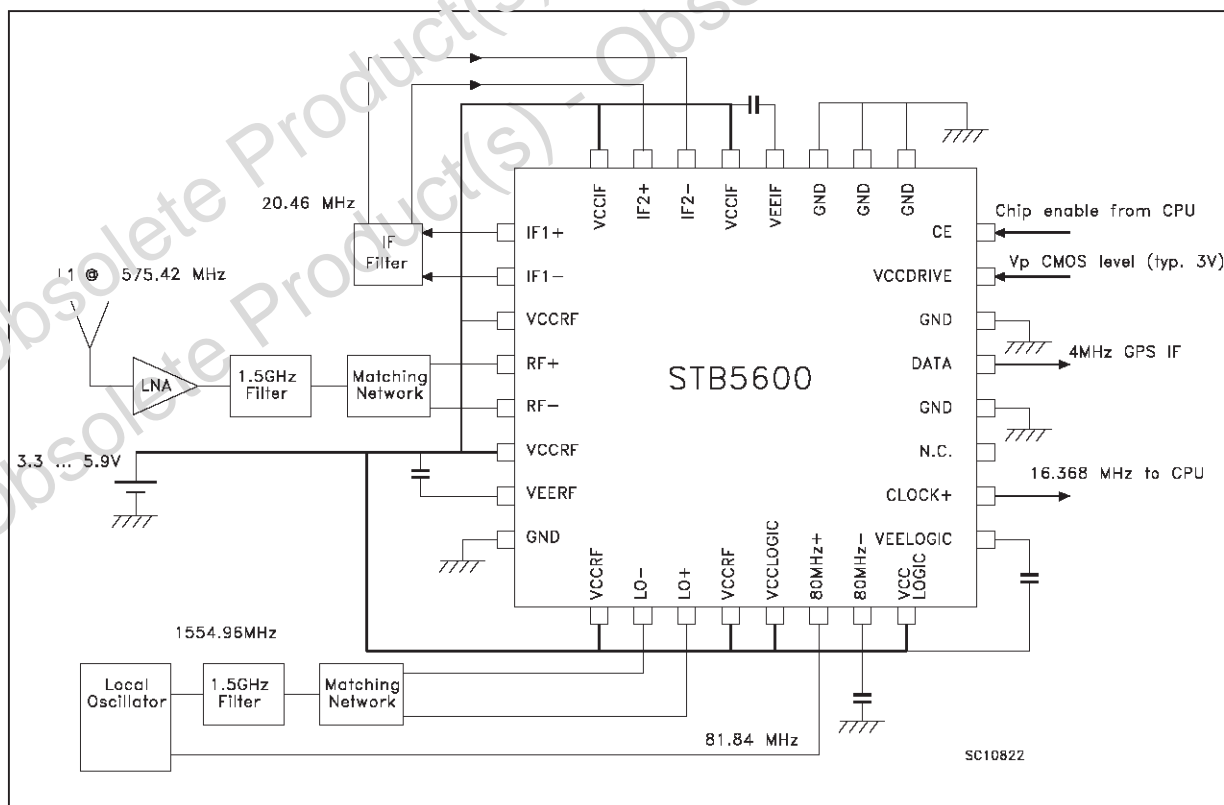 Obsolete Product(s) - Obsolete Product(s)
Obsolete Product(s) - Obso
20.46 MHz
IF
Filter
L1 @ 575.42 MHz
LNA
1.5GHz
Filter
Matching
Network
3.3 ... 5.9V
VCCIF
IF2+
IF2-
VCCIF
VEEIF
GND
GND
GND
IF1+
IF1-
VCCRF
RF+
RF-
VCCRF
VEERF
GND
STB5600
CE
VCCDRIVE
GND
DATA
GND
N.C.
CLOCK+
VEELOGIC
Chip enable from CPU
Vp CMOS level (typ. 3V)
4MHz GPS IF
16.368 MHz to CPU
VCCRF
LO-
LO+
VCCRF
VCCLOGIC
80MHz+
80MHz-
VCC
LOGIC
1554.96MHz
Local
Oscillator
1.5GHz
Filter
Matching
Network
81.84 MHz
SC10822